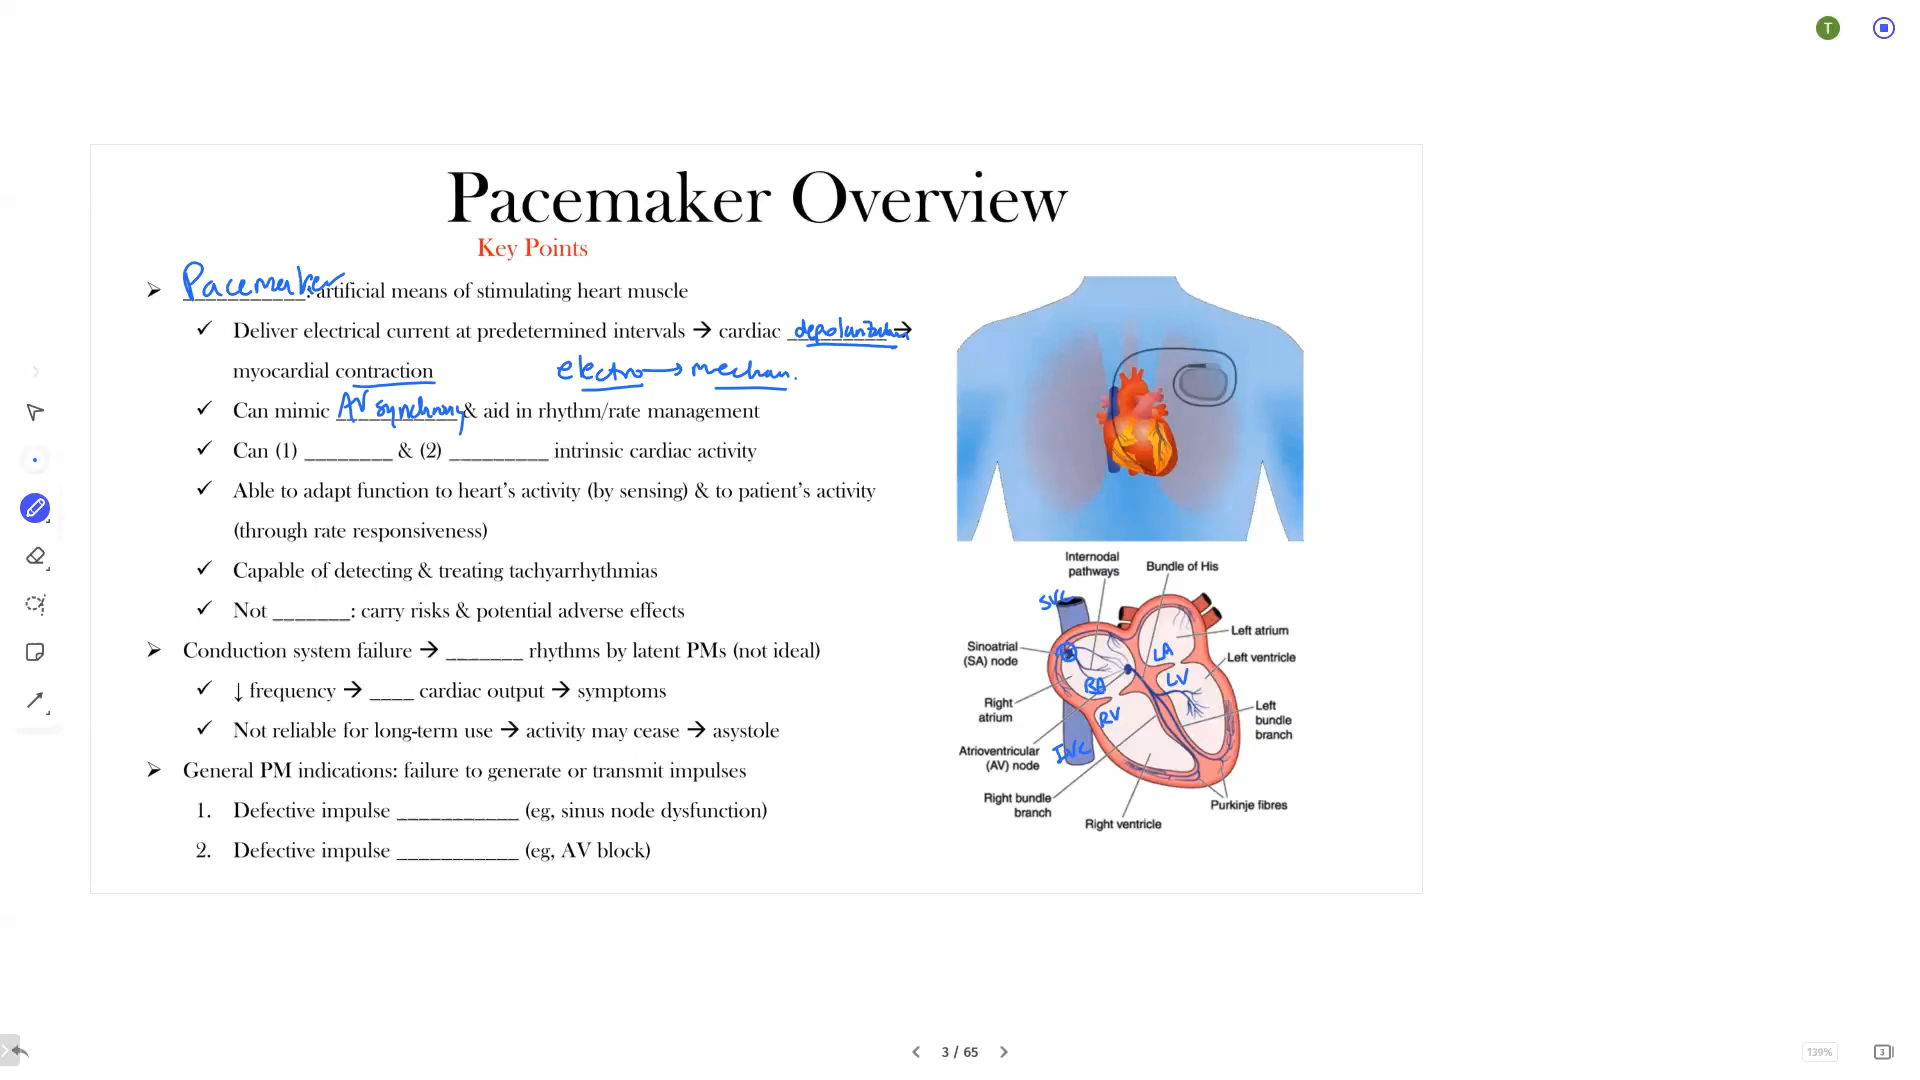 T
Pacemaker Overview
Key Points
➢ Pacemaker: artificial means of stimulating heart muscle
✓ Deliver electrical current at predetermined intervals → cardiac depolarization →
myocardial contraction electro → mechan.
✓ Can mimic AV synchrony & aid in rhythm/rate management
✓ Can (1) ________ & (2) _________ intrinsic cardiac activity
✓ Able to adapt function to heart's activity (by sensing) & to patient's activity
(through rate responsiveness)
✓ Capable of detecting & treating tachyarrhythmias
✓ Not _______: carry risks & potential adverse effects
➢ Conduction system failure → _______ rhythms by latent PMs (not ideal)
✓ ↓ frequency → ____ cardiac output → symptoms
✓ Not reliable for long-term use → activity may cease → asystole
➢ General PM indications: failure to generate or transmit impulses
1. Defective impulse ___________ (eg, sinus node dysfunction)
2. Defective impulse ___________ (eg, AV block)
Internodal
pathways
Bundle of His
SVC
Left atrium
Sinoatrial
(SA) node
LA
Left ventricle
RA
LV
Right
atrium
RV
Left
bundle
branch
Atrioventricular
(AV) node
IVC
Right bundle
branch
Purkinje fibres
Right ventricle
3 / 65
139%
3